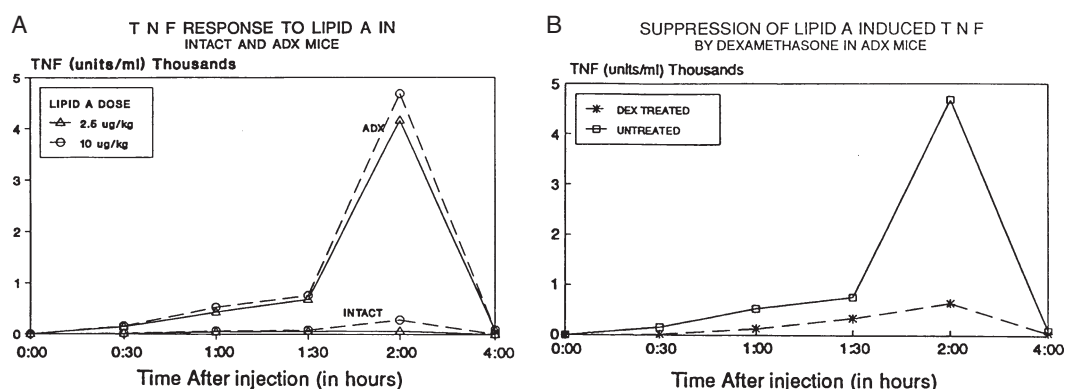 A
T N F RESPONSE TO LIPID A IN
INTACT AND ADX MICE
TNF (units/ml) Thousands
5
4
3
2
1
0
LIPID A DOSE
2.5 ug/kg
10 ug/kg
ADX
INTACT
0:00 0:30 1:00 1:30 2:00 4:00
Time After injection (in hours)
B
SUPPRESSION OF LIPID A INDUCED T N F
BY DEXAMETHASONE IN ADX MICE
TNF (units/ml) Thousands
5
4
3
2
1
0
DEX TREATED
UNTREATED
0:00 0:30 1:00 1:30 2:00 4:00
Time After injection (in hours)